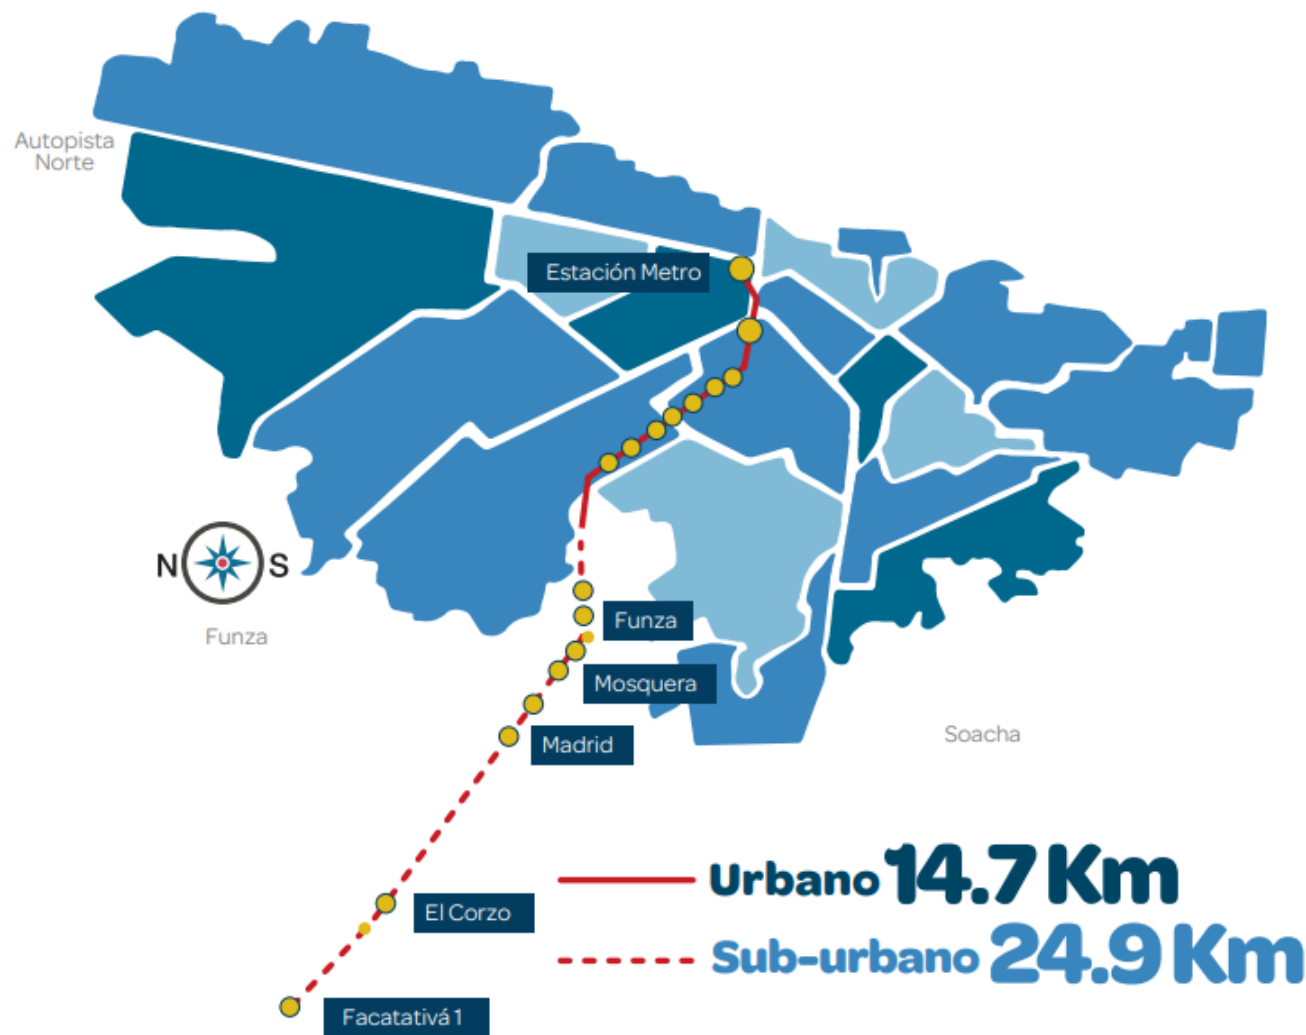 Autopista
Norte
Estación Metro
N
S
Funza
Funza
Mosquera
Madrid
Soacha
Urbano 14.7 Km
El Corzo
Sub-urbano 24.9 Km
Facatativá 1